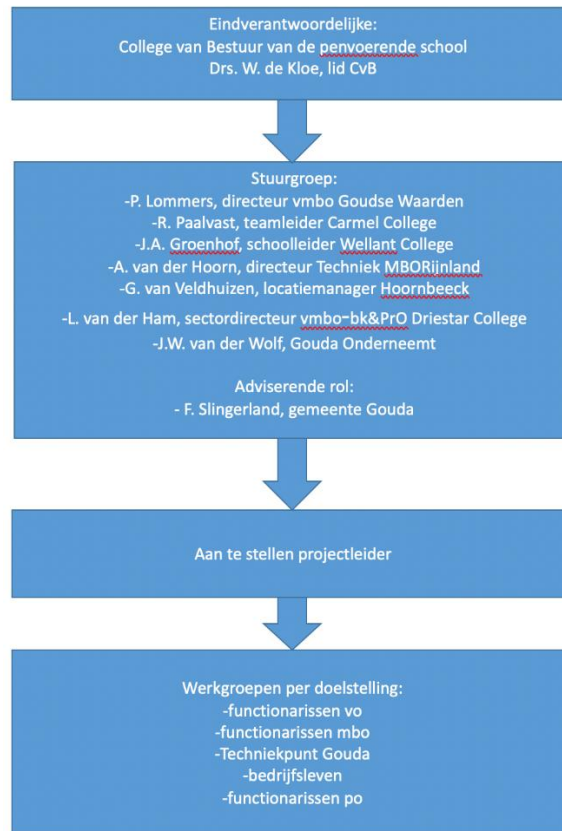 Eindverantwoordelijke:
College van Bestuur van de penvoerende school
Drs. W. de Kloe, lid CvB
Stuurgroep:
-P. Lommers, directeur vmbo Goudse Waarden
-R. Paalvast, teamleider Carmel College
-J.A. Groenhof, schoolleider Wellant College
-A. van der Hoorn, directeur Techniek MBORijnland
-G. van Veldhuizen, locatiemanager Hoornbeeck
-L. van der Ham, sectordirecteur vmbo-bk&PrO Driestar College
-J.W. van der Wolf, Gouda Onderneemt
Adviserende rol:
- F. Slingerland, gemeente Gouda
Aan te stellen projectleider
Werkgroepen per doelstelling:
-functionarissen vo
-functionarissen mbo
-Techniekpunt Gouda
-bedrijfsleven
-functionarissen po